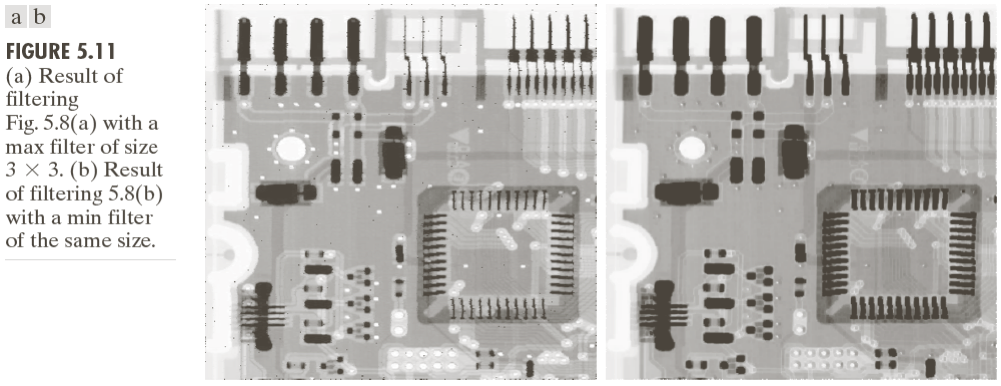 a b
FIGURE 5.11
(a) Result of
filtering
Fig. 5.8(a) with a
max filter of size
3 × 3. (b) Result
of filtering 5.8(b)
with a min filter
of the same size.